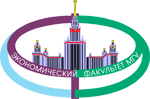 ЭКОНОМИЧЕСКИЙ ФАКУЛЬТЕТ МГУ